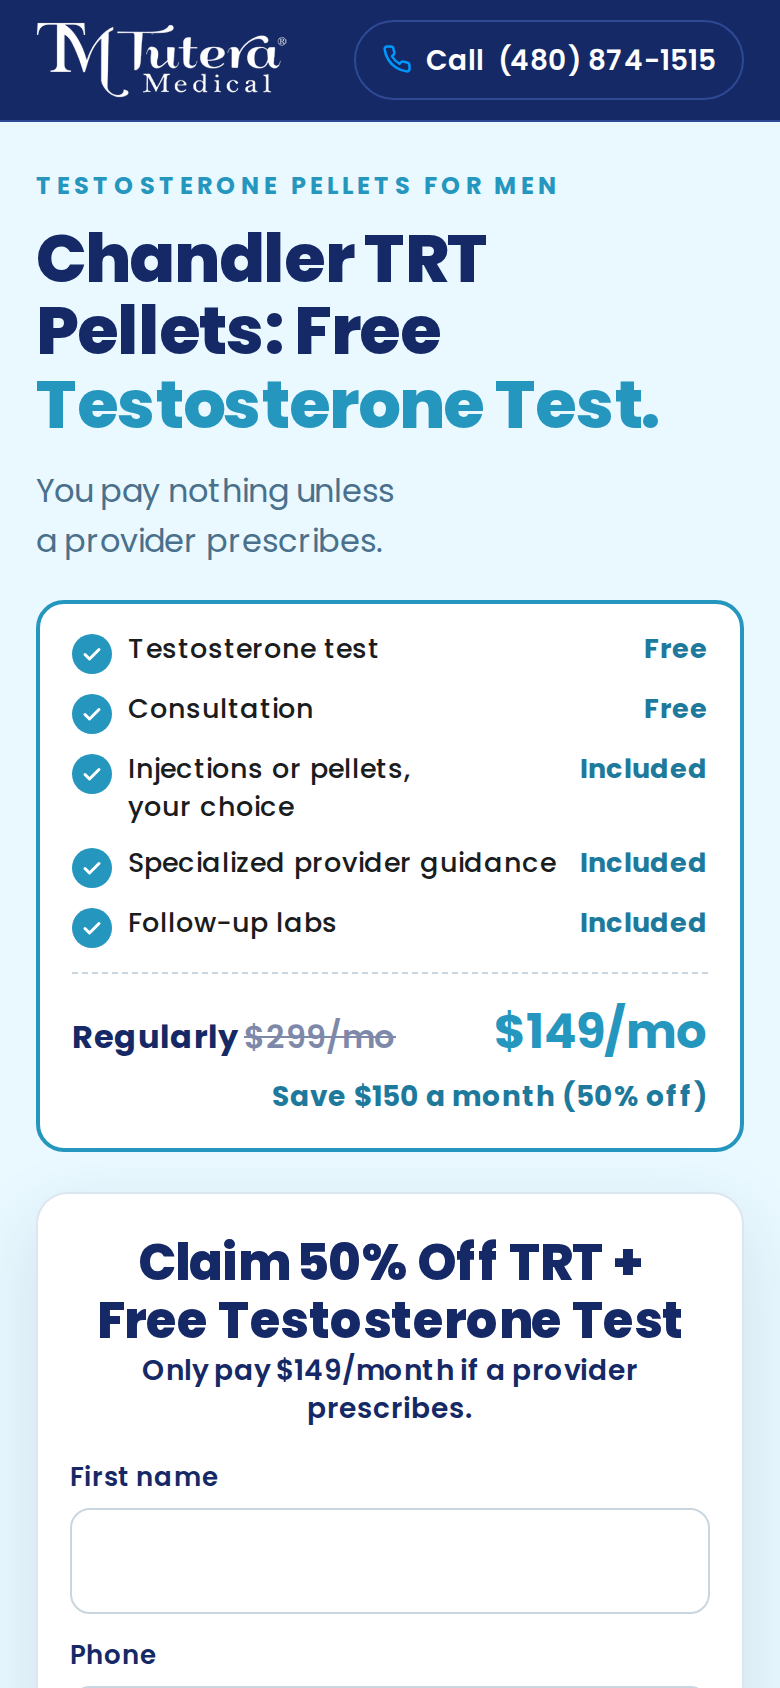 TM Tutera®
Medical
Call (480) 874-1515
TESTOSTERONE PELLETS FOR MEN
Chandler TRT
Pellets: Free
Testosterone Test.
You pay nothing unless
a provider prescribes.
Testosterone test Free
Consultation Free
Injections or pellets, Included
your choice
Specialized provider guidance Included
Follow-up labs Included
Regularly $299/mo $149/mo
Save $150 a month (50% off)
Claim 50% Off TRT +
Free Testosterone Test
Only pay $149/month if a provider
prescribes.
First name
Phone